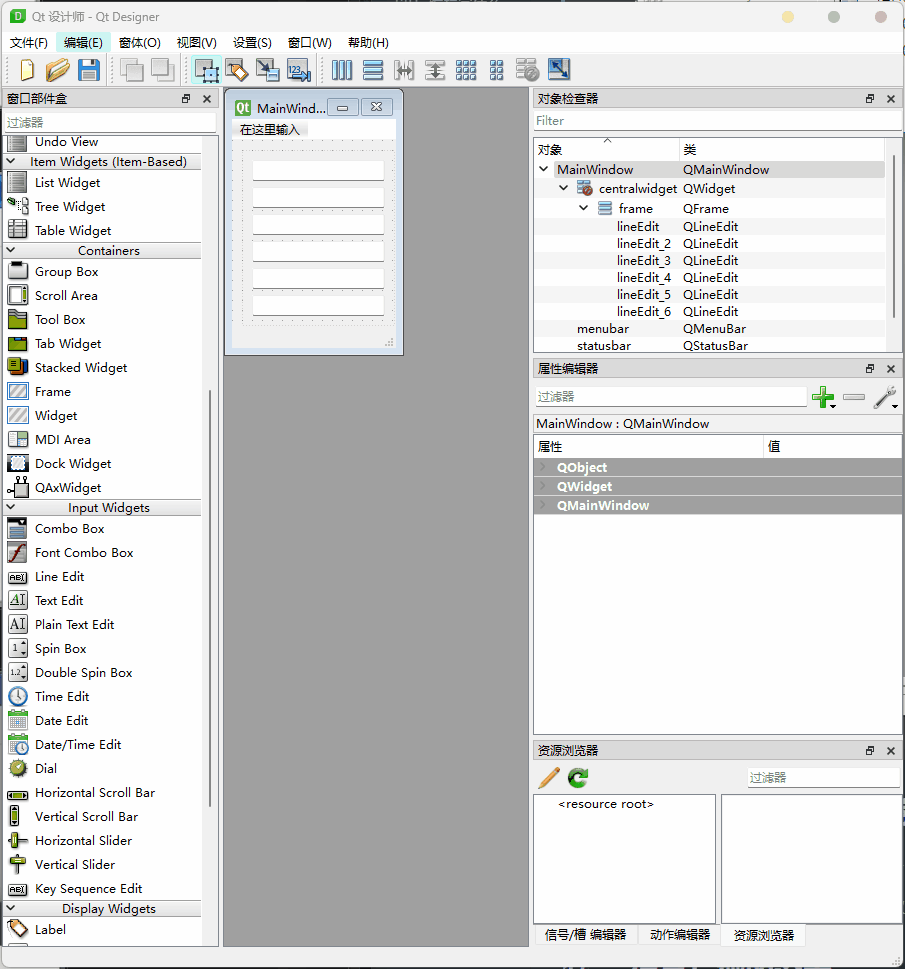 Qt 设计师 - Qt Designer
文件(F) 编辑(E) 窗体(O) 视图(V) 设置(S) 窗口(W) 帮助(H)
窗口部件盒
过滤器
Undo View
Item Widgets (Item-Based)
List Widget
Tree Widget
Table Widget
Containers
Group Box
Scroll Area
Tool Box
Tab Widget
Stacked Widget
Frame
Widget
MDI Area
Dock Widget
QAxWidget
Input Widgets
Combo Box
Font Combo Box
Line Edit
Text Edit
Plain Text Edit
Spin Box
Double Spin Box
Time Edit
Date Edit
Date/Time Edit
Dial
Horizontal Scroll Bar
Vertical Scroll Bar
Horizontal Slider
Vertical Slider
Key Sequence Edit
Display Widgets
Label
MainWind...
在这里输入
对象检查器
Filter
对象 类
MainWindow QMainWindow
centralwidget QWidget
frame QFrame
lineEdit QLineEdit
lineEdit_2 QLineEdit
lineEdit_3 QLineEdit
lineEdit_4 QLineEdit
lineEdit_5 QLineEdit
lineEdit_6 QLineEdit
menubar QMenuBar
statusbar QStatusBar
属性编辑器
过滤器
MainWindow : QMainWindow
属性 值
QObject
QWidget
QMainWindow
资源浏览器
过滤器
<resource root>
信号/槽 编辑器 动作编辑器 资源浏览器